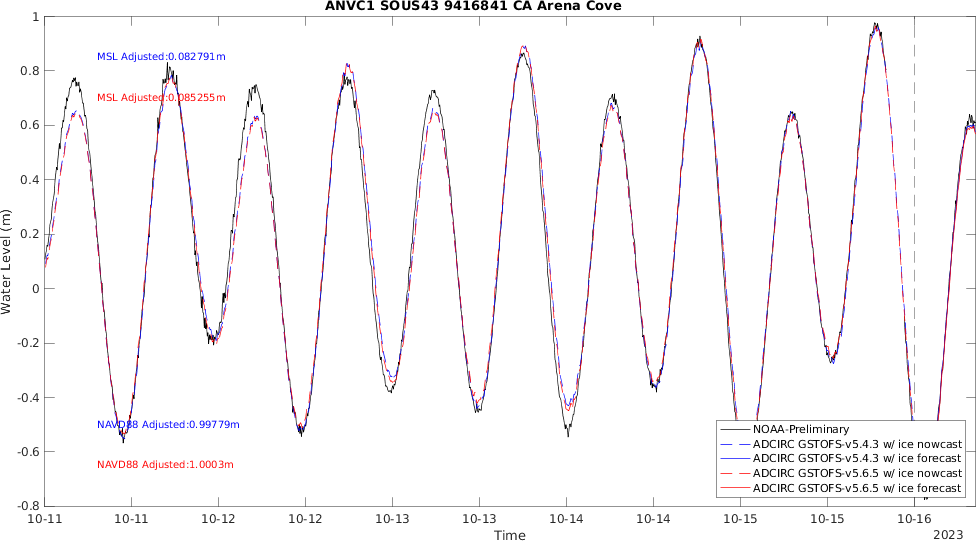 ANVC1 SOUS43 9416841 CA Arena Cove
1
0.8
0.6
0.4
0.2
0
-0.2
-0.4
-0.6
-0.8
Water Level (m)
MSL Adjusted:0.082791m
MSL Adjusted:0.085255m
NAVD88 Adjusted:0.99779m
NAVD88 Adjusted:1.0003m
NOAA-Preliminary
ADCIRC GSTOFS-v5.4.3 w/ ice nowcast
ADCIRC GSTOFS-v5.4.3 w/ ice forecast
ADCIRC GSTOFS-v5.6.5 w/ ice nowcast
ADCIRC GSTOFS-v5.6.5 w/ ice forecast
10-11 10-11 10-12 10-12 10-13 10-13 10-14 10-14 10-15 10-15 10-16
Time
2023